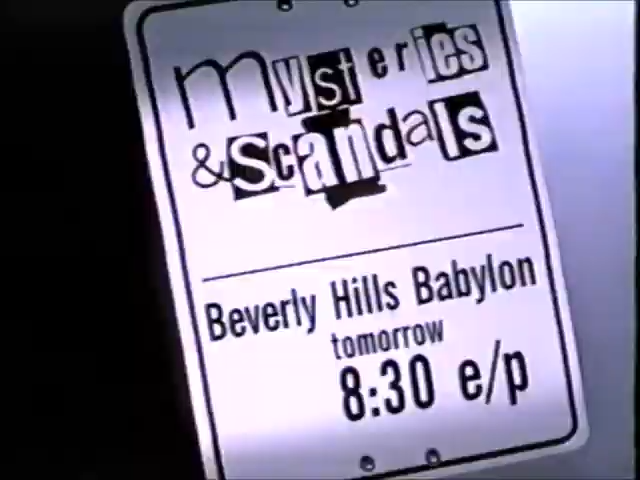 mysteries
&scandals
Beverly Hills Babylon
tomorrow
8:30 e/p